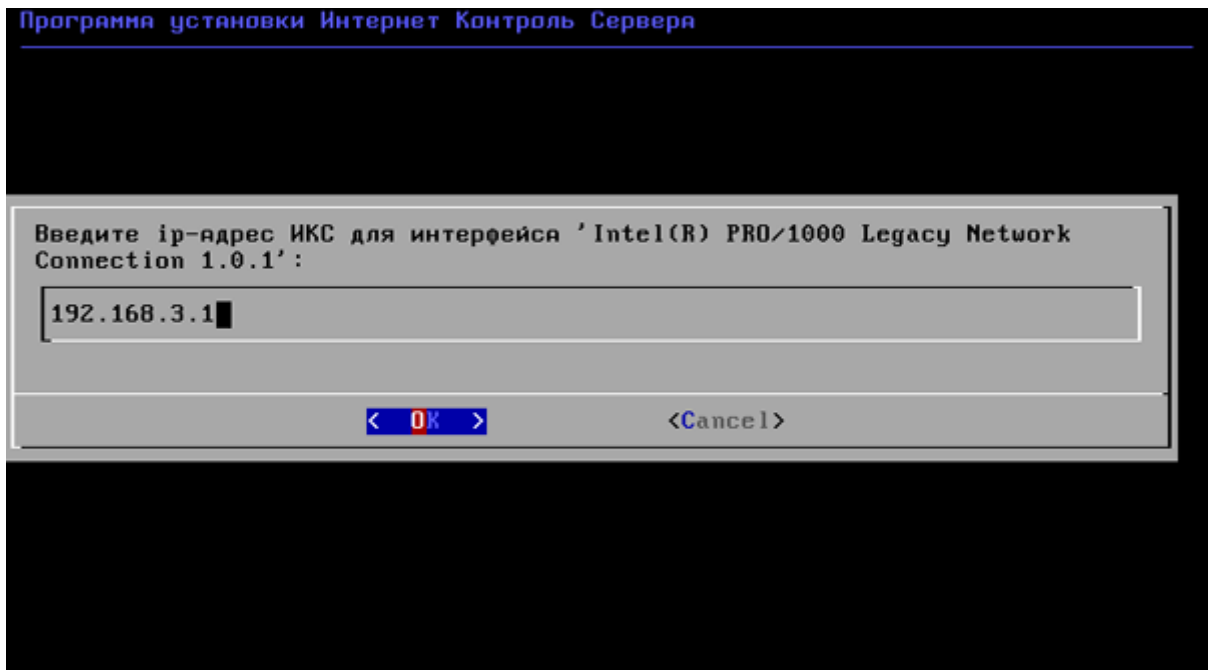 Программа установки Интернет Контроль Сервера
Введите ip-адрес ИКС для интерфейса 'Intel(R) PRO/1000 Legacy Network
Connection 1.0.1':
192.168.3.1
< OK > <Cancel>